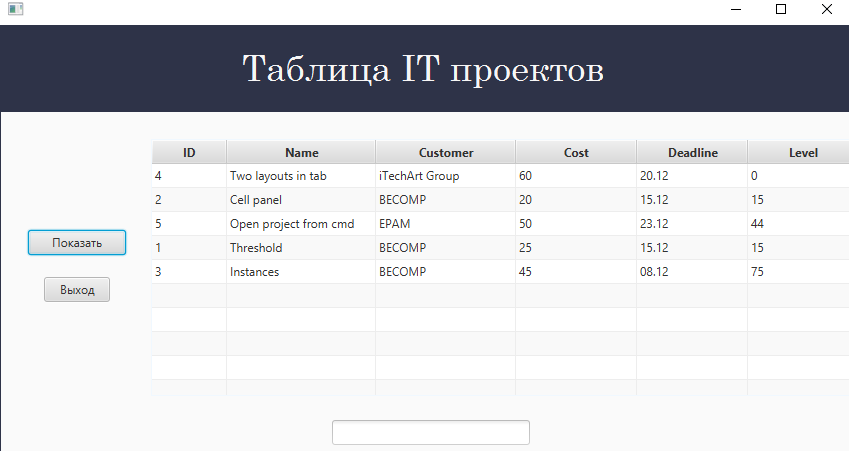 Таблица IT проектов
ID Name Customer Cost Deadline Level
4 Two layouts in tab iTechArt Group 60 20.12 0
2 Cell panel BECOMP 20 15.12 15
5 Open project from cmd EPAM 50 23.12 44
1 Threshold BECOMP 25 15.12 15
3 Instances BECOMP 45 08.12 75
Показать
Выход